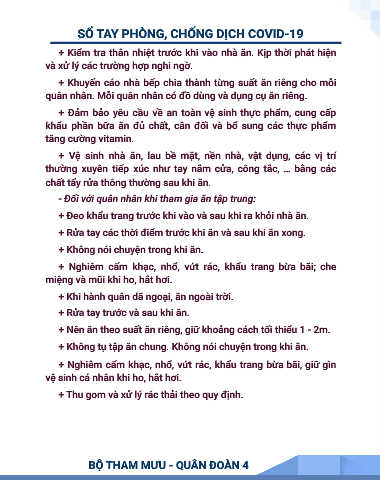 SỔ TAY PHÒNG, CHỐNG DỊCH COVID-19
+ Kiểm tra thân nhiệt trước khi vào nhà ăn. Kịp thời phát hiện
và xử lý các trường hợp nghi ngờ.
+ Khuyến cáo nhà bếp chia thành từng suất ăn riêng cho mỗi
quân nhân. Mỗi quân nhân có đồ dùng và dụng cụ ăn riêng.
+ Đảm bảo yêu cầu về an toàn vệ sinh thực phẩm, cung cấp
khẩu phần bữa ăn đủ chất, cân đối và bổ sung các thực phẩm
tăng cường vitamin.
+ Vệ sinh nhà ăn, lau bề mặt, nền nhà, vật dụng, các vị trí
thường xuyên tiếp xúc như tay nắm cửa, công tắc, ... bằng các
chất tẩy rửa thông thường sau khi ăn.
- Đối với quân nhân khi tham gia ăn tập trung:
+ Đeo khẩu trang trước khi vào và sau khi ra khỏi nhà ăn.
+ Rửa tay các thời điểm trước khi ăn và sau khi ăn xong.
+ Không nói chuyện trong khi ăn.
+ Nghiêm cấm khạc, nhổ, vứt rác, khẩu trang bừa bãi; che
miệng và mũi khi ho, hắt hơi.
+ Khi hành quân dã ngoại, ăn ngoài trời.
+ Rửa tay trước và sau khi ăn.
+ Nên ăn theo suất ăn riêng, giữ khoảng cách tối thiểu 1 - 2m.
+ Không tụ tập ăn chung. Không nói chuyện trong khi ăn.
+ Nghiêm cấm khạc, nhổ, vứt rác, khẩu trang bừa bãi, giữ gìn
vệ sinh cá nhân khi ho, hắt hơi.
+ Thu gom và xử lý rác thải theo quy định.
BỘ THAM MƯU - QUÂN ĐOÀN 4